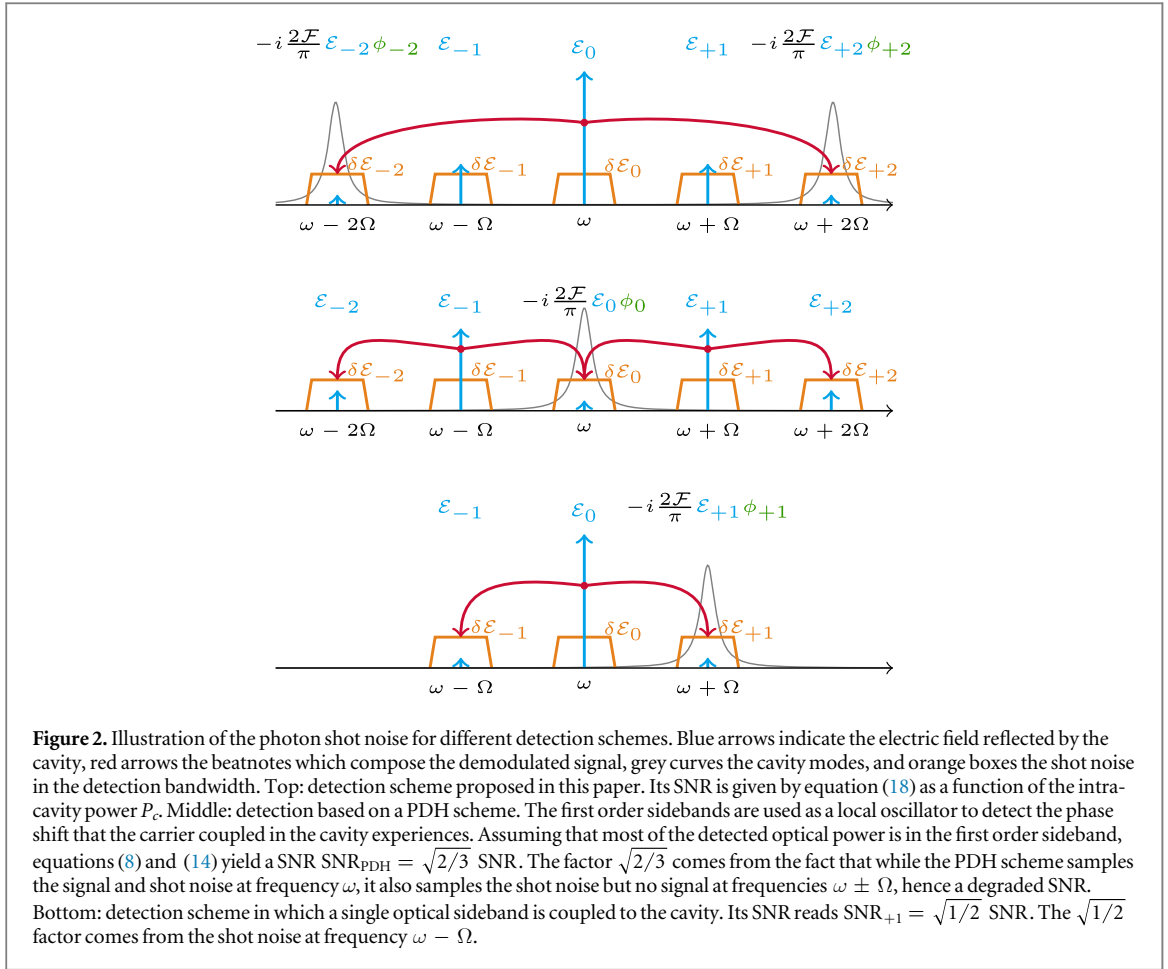 −i 2ℱ/π ℰ−2 ϕ−2 ℰ−1 ℰ0 ℰ+1 −i 2ℱ/π ℰ+2 ϕ+2
δℰ−2 δℰ−1 δℰ0 δℰ+1 δℰ+2
ω − 2Ω ω − Ω ω ω + Ω ω + 2Ω
ℰ−2 ℰ−1 −i 2ℱ/π ℰ0 ϕ0 ℰ+1 ℰ+2
δℰ−2 δℰ−1 δℰ0 δℰ+1 δℰ+2
ω − 2Ω ω − Ω ω ω + Ω ω + 2Ω
ℰ−1 ℰ0 −i 2ℱ/π ℰ+1 ϕ+1
δℰ−1 δℰ0 δℰ+1
ω − Ω ω ω + Ω
Figure 2. Illustration of the photon shot noise for different detection schemes. Blue arrows indicate the electric field reflected by the
cavity, red arrows the beatnotes which compose the demodulated signal, grey curves the cavity modes, and orange boxes the shot noise
in the detection bandwidth. Top: detection scheme proposed in this paper. Its SNR is given by equation (18) as a function of the intra-
cavity power Pc. Middle: detection based on a PDH scheme. The first order sidebands are used as a local oscillator to detect the phase
shift that the carrier coupled in the cavity experiences. Assuming that most of the detected optical power is in the first order sideband,
equations (8) and (14) yield a SNR SNRPDH = √2/3 SNR. The factor √2/3 comes from the fact that while the PDH scheme samples
the signal and shot noise at frequency ω, it also samples the shot noise but no signal at frequencies ω ± Ω, hence a degraded SNR.
Bottom: detection scheme in which a single optical sideband is coupled to the cavity. Its SNR reads SNR+1 = √1/2 SNR. The √1/2
factor comes from the shot noise at frequency ω − Ω.